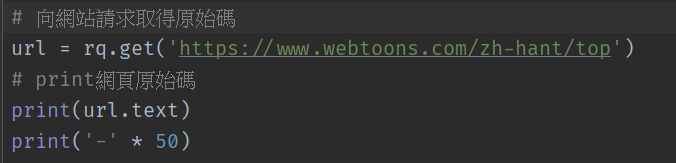 # 向網站請求取得原始碼
url = rq.get('https://www.webtoons.com/zh-hant/top')
# print網頁原始碼
print(url.text)
print('-' * 50)